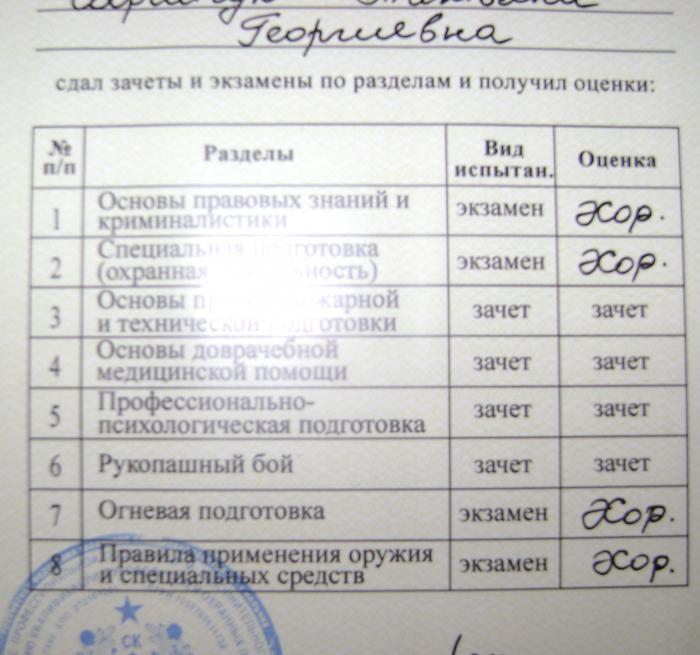 Георгиевна
сдал зачеты и экзамены по разделам и получил оценки:
№ п/п Разделы Вид испытан. Оценка
1 Основы правовых знаний и криминалистики экзамен хор.
2 Специальная подготовка (охранная экзамен хор.
3 Основы и технической подготовки зачет зачет
4 Основы доврачебной медицинской помощи зачет зачет
5 Профессионально-психологическая подготовка зачет зачет
6 Рукопашный бой зачет зачет
7 Огневая подготовка экзамен хор.
8 Правила применения оружия и специальных средств экзамен хор.
СК